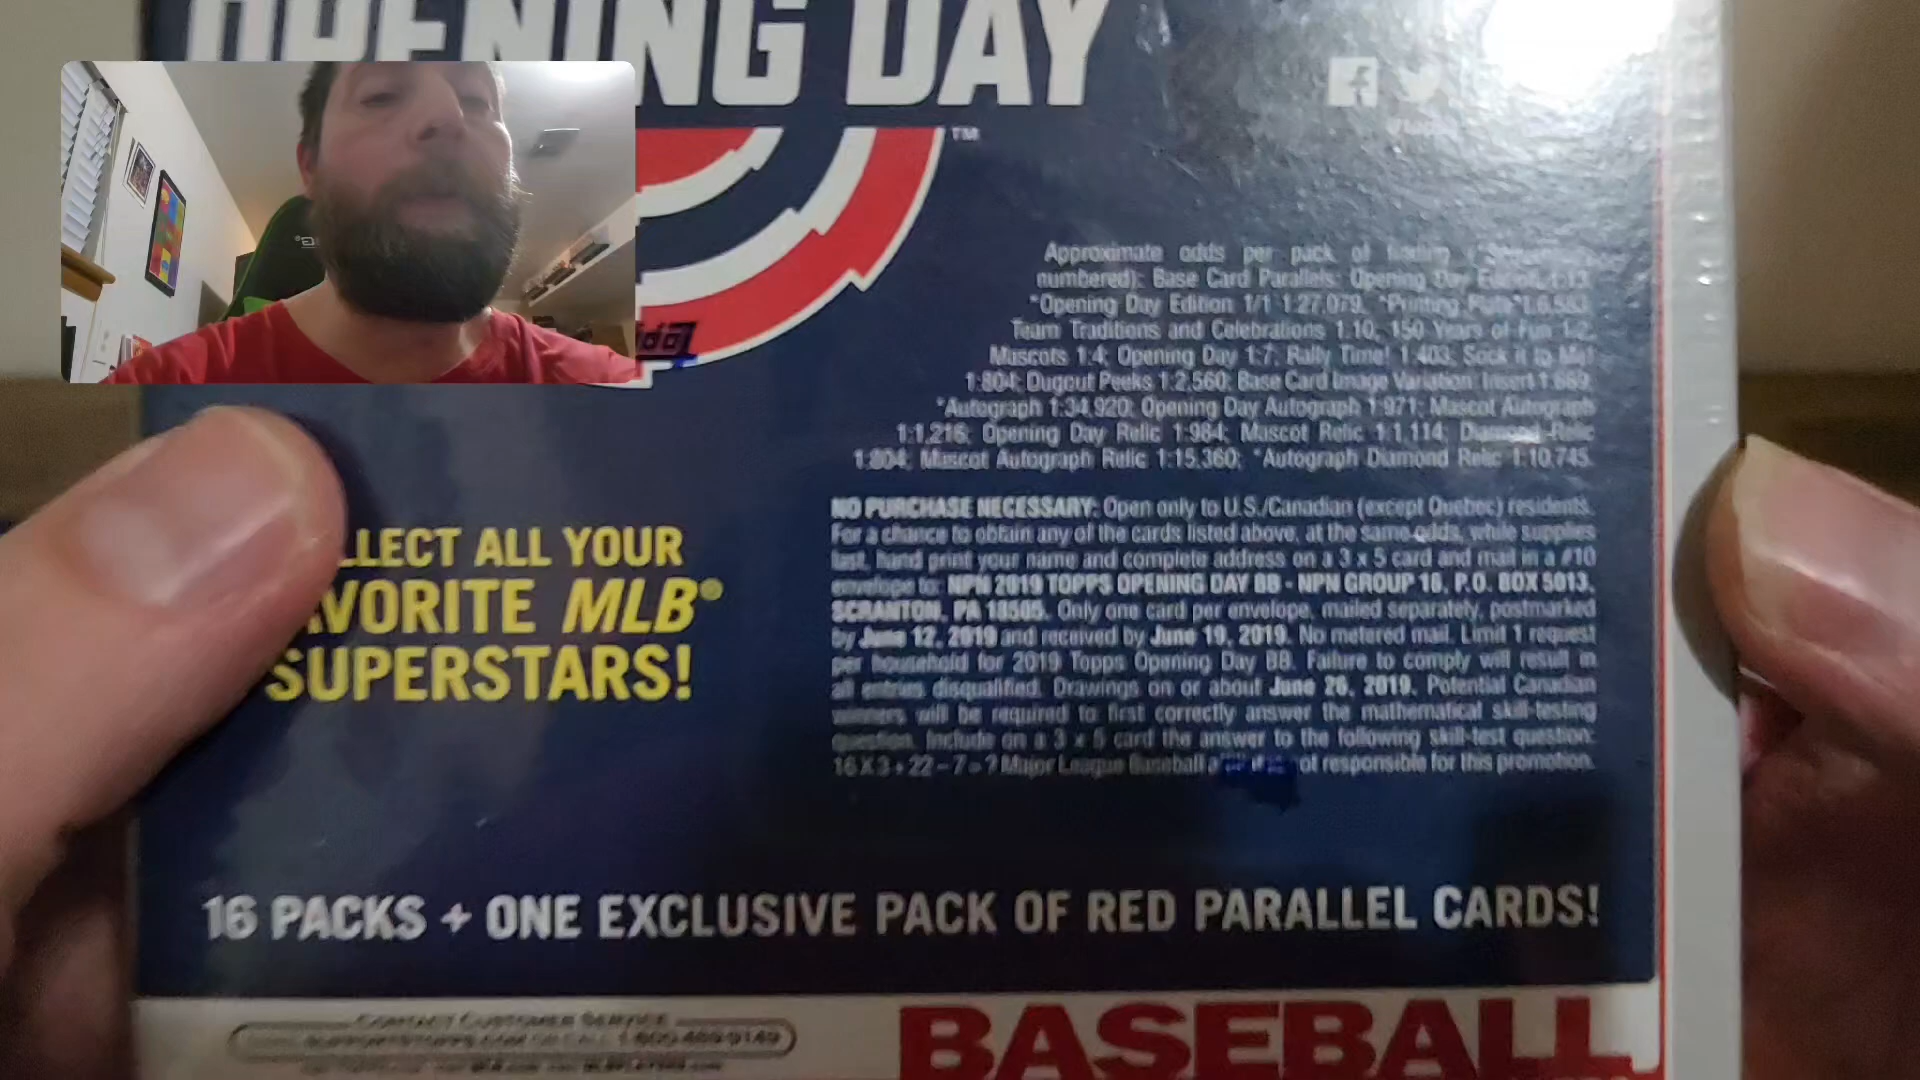 OPENING DAY
TM
Approximate odds per pack of finding
numbered): Base Card Parallels: Opening Day Edition 1:13
*Opening Day Edition 1/1 1:27,079, *Printing Plate 1:6,583
Team Traditions and Celebrations 1:10, 150 Years of Fun 1:2
Mascots 1:4; Opening Day 1:7; Rally Time! 1:403, Sock it to Me!
1:804; Dugout Peeks 1:2,560; Base Card Image Variation: Insert 1:689;
*Autograph 1:34,920; Opening Day Autograph 1:971; Mascot Autograph
1:1,216; Opening Day Relic 1:984; Mascot Relic 1:1,114; Diamond Relic
1:804; Mascot Autograph Relic 1:15,360; *Autograph Diamond Relic 1:10,745.
NO PURCHASE NECESSARY: Open only to U.S./Canadian (except Quebec) residents.
For a chance to obtain any of the cards listed above, at the same odds, while supplies
last, hand print your name and complete address on a 3 x 5 card and mail in a #10
envelope to: NPN 2019 TOPPS OPENING DAY BB - NPN GROUP 16, P.O. BOX 5013,
SCRANTON, PA 18505. Only one card per envelope, mailed separately, postmarked
by June 12, 2019 and received by June 19, 2019. No metered mail. Limit 1 request
per household for 2019 Topps Opening Day BB. Failure to comply will result in
all entries disqualified. Drawings on or about June 26, 2019. Potential Canadian
winners will be required to first correctly answer the mathematical skill-testing
question. Include on a 3 x 5 card the answer to the following skill-test question:
16 X 3 + 22 - 7 = ? Major League Baseball responsible for this promotion.
LLECT ALL YOUR
AVORITE MLB®
SUPERSTARS!
16 PACKS + ONE EXCLUSIVE PACK OF RED PARALLEL CARDS!
CONTACT CUSTOMER SERVICE
1-800-489-9149
BASEBALL